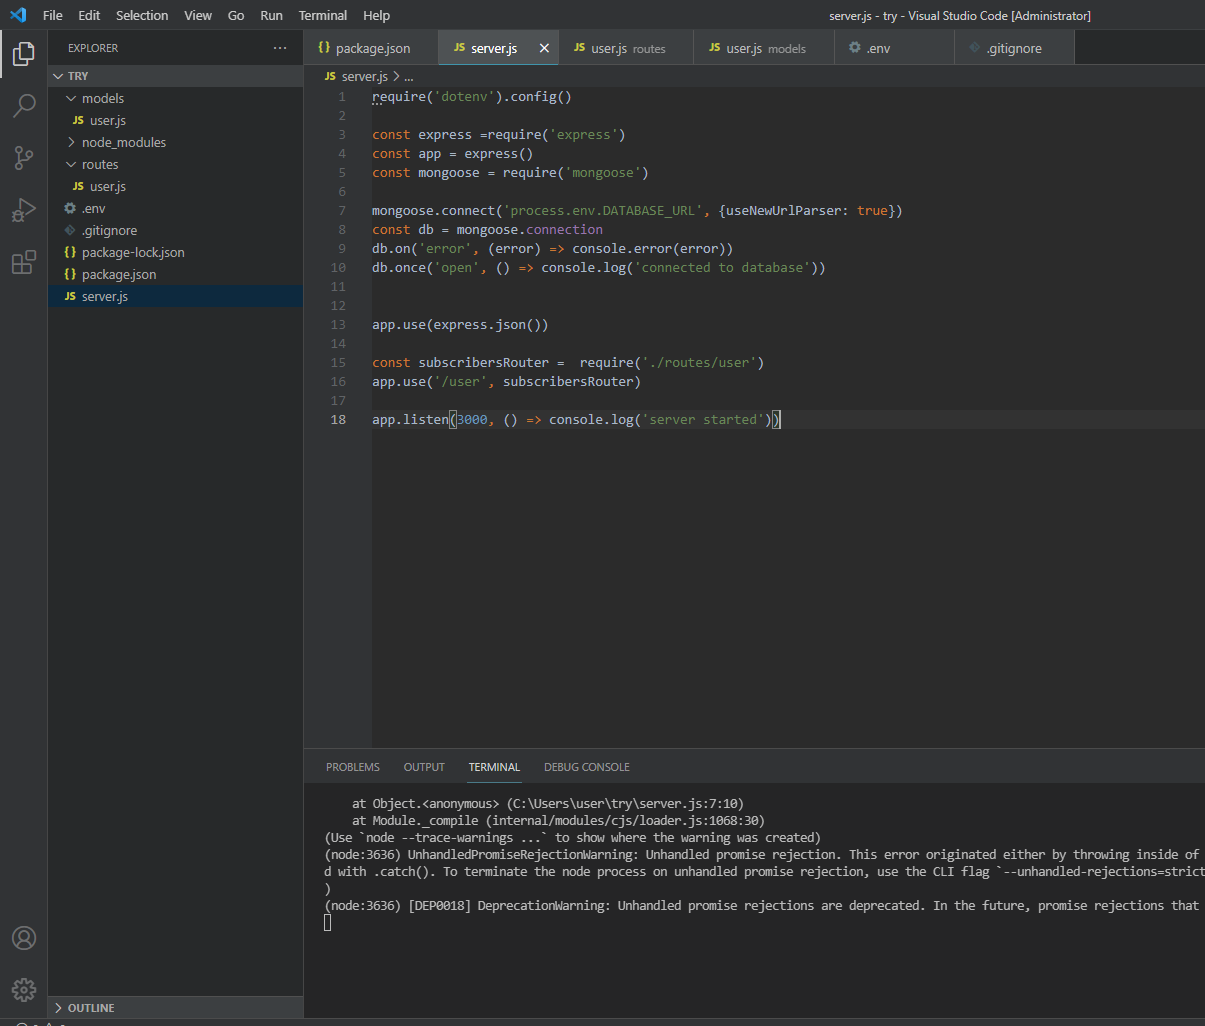 File Edit Selection View Go Run Terminal Help server.js - try - Visual Studio Code [Administrator]
EXPLORER ...
TRY
models
JS user.js
node_modules
routes
JS user.js
.env
.gitignore
{} package-lock.json
{} package.json
JS server.js
OUTLINE
{} package.json JS server.js × JS user.js routes JS user.js models .env .gitignore
JS server.js > ...
1 require('dotenv').config()
2
3 const express =require('express')
4 const app = express()
5 const mongoose = require('mongoose')
6
7 mongoose.connect('process.env.DATABASE_URL', {useNewUrlParser: true})
8 const db = mongoose.connection
9 db.on('error', (error) => console.error(error))
10 db.once('open', () => console.log('connected to database'))
11
12
13 app.use(express.json())
14
15 const subscribersRouter =  require('./routes/user')
16 app.use('/user', subscribersRouter)
17
18 app.listen(3000, () => console.log('server started'))
PROBLEMS OUTPUT TERMINAL DEBUG CONSOLE
at Object.<anonymous> (C:\Users\user\try\server.js:7:10)
at Module._compile (internal/modules/cjs/loader.js:1068:30)
(Use `node --trace-warnings ...` to show where the warning was created)
(node:3636) UnhandledPromiseRejectionWarning: Unhandled promise rejection. This error originated either by throwing inside of
d with .catch(). To terminate the node process on unhandled promise rejection, use the CLI flag `--unhandled-rejections=strict
)
(node:3636) [DEP0018] DeprecationWarning: Unhandled promise rejections are deprecated. In the future, promise rejections that